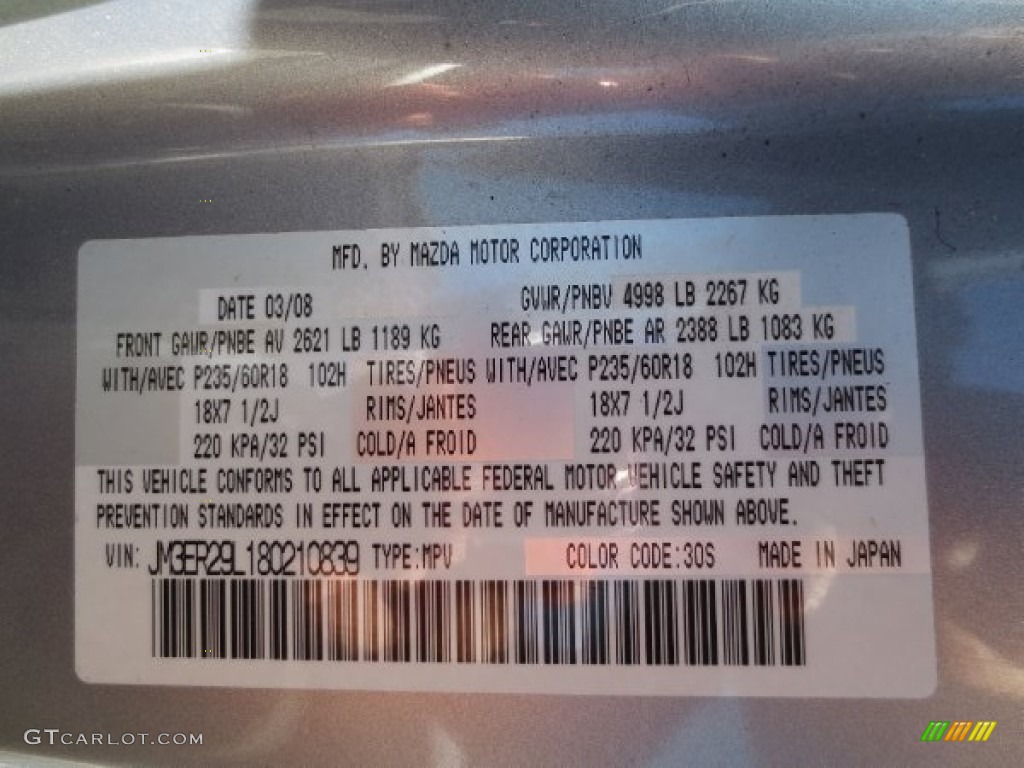 MFD. BY MAZDA MOTOR CORPORATION
DATE 03/08 GVWR/PNBV 4998 LB 2267 KG
FRONT GAWR/PNBE AV 2621 LB 1189 KG REAR GAWR/PNBE AR 2388 LB 1083 KG
WITH/AVEC P235/60R18 102H TIRES/PNEUS WITH/AVEC P235/60R18 102H TIRES/PNEUS
18X7 1/2J RIMS/JANTES 18X7 1/2J RIMS/JANTES
220 KPA/32 PSI COLD/A FROID 220 KPA/32 PSI COLD/A FROID
THIS VEHICLE CONFORMS TO ALL APPLICABLE FEDERAL MOTOR VEHICLE SAFETY AND THEFT
PREVENTION STANDARDS IN EFFECT ON THE DATE OF MANUFACTURE SHOWN ABOVE.
VIN: JM3ER29L180210839 TYPE:MPV COLOR CODE:30S MADE IN JAPAN
GTCARLOT.COM